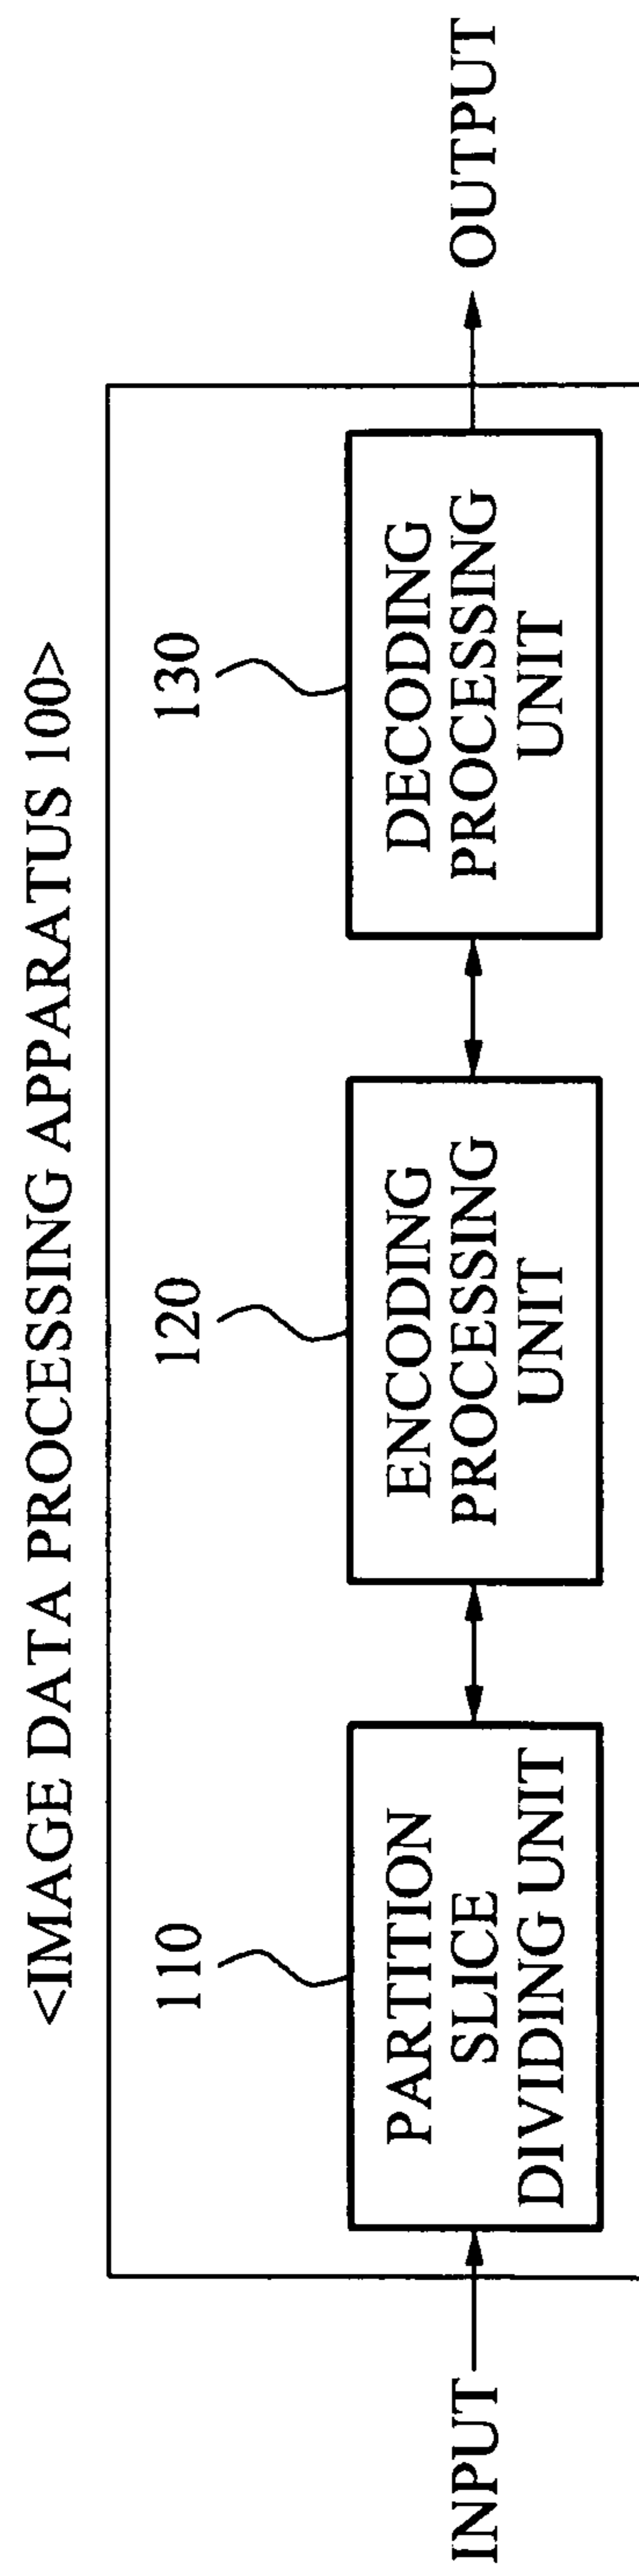 <IMAGE DATA PROCESSING APPARATUS 100>
110
120
130
INPUT
PARTITION
SLICE
DIVIDING UNIT
ENCODING
PROCESSING
UNIT
DECODING
PROCESSING
UNIT
OUTPUT